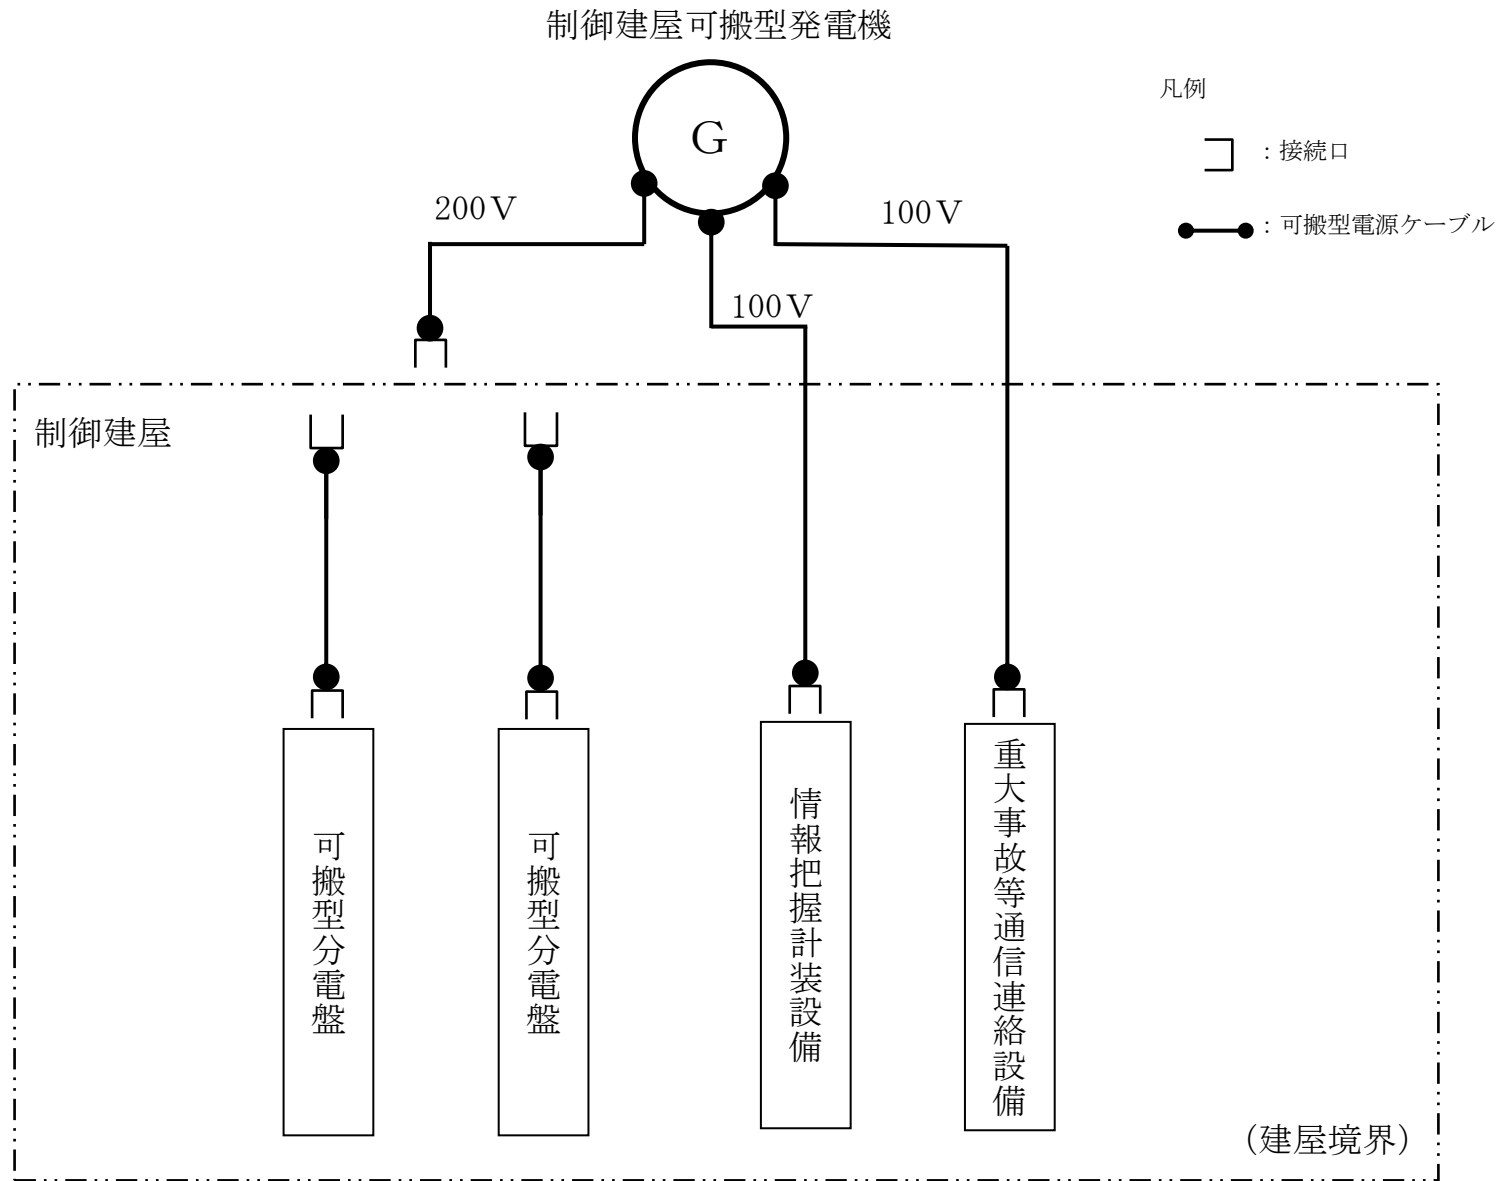 制御建屋可搬型発電機
G
凡例
：接続口
：可搬型電源ケーブル
200V
100V
100V
制御建屋
可搬型分電盤
可搬型分電盤
情報把握計装設備
重大事故等通信連絡設備
（建屋境界）